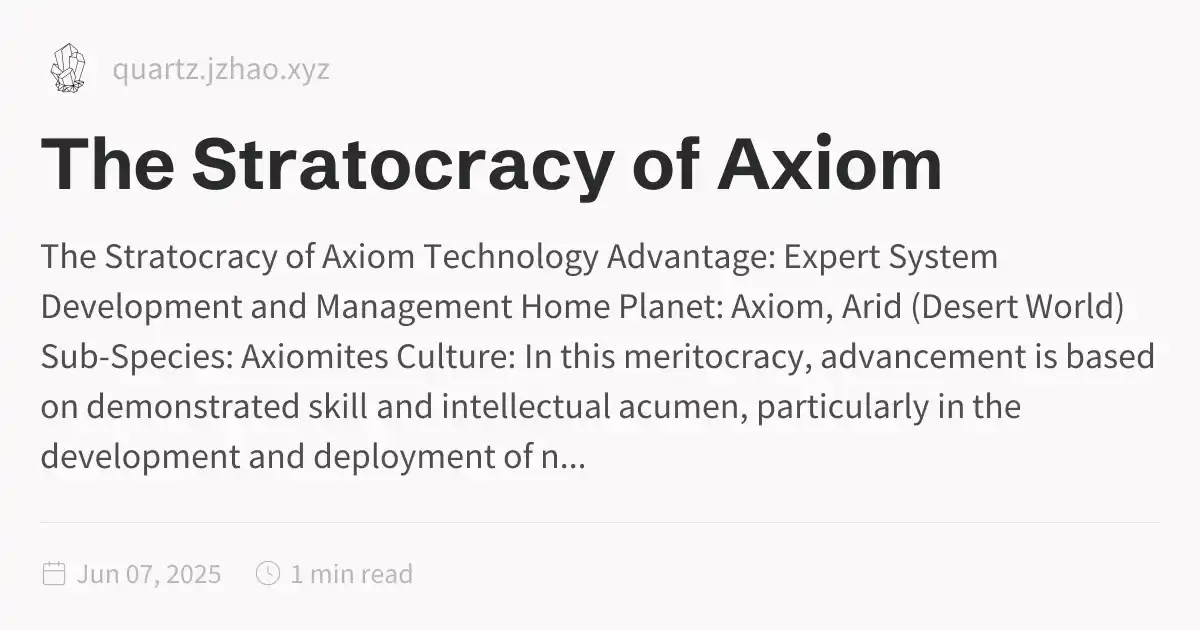 quartz.jzhao.xyz
The Stratocracy of Axiom
The Stratocracy of Axiom Technology Advantage: Expert System
Development and Management Home Planet: Axiom, Arid (Desert World)
Sub-Species: Axiomites Culture: In this meritocracy, advancement is based
on demonstrated skill and intellectual acumen, particularly in the
development and deployment of n...
Jun 07, 2025 1 min read